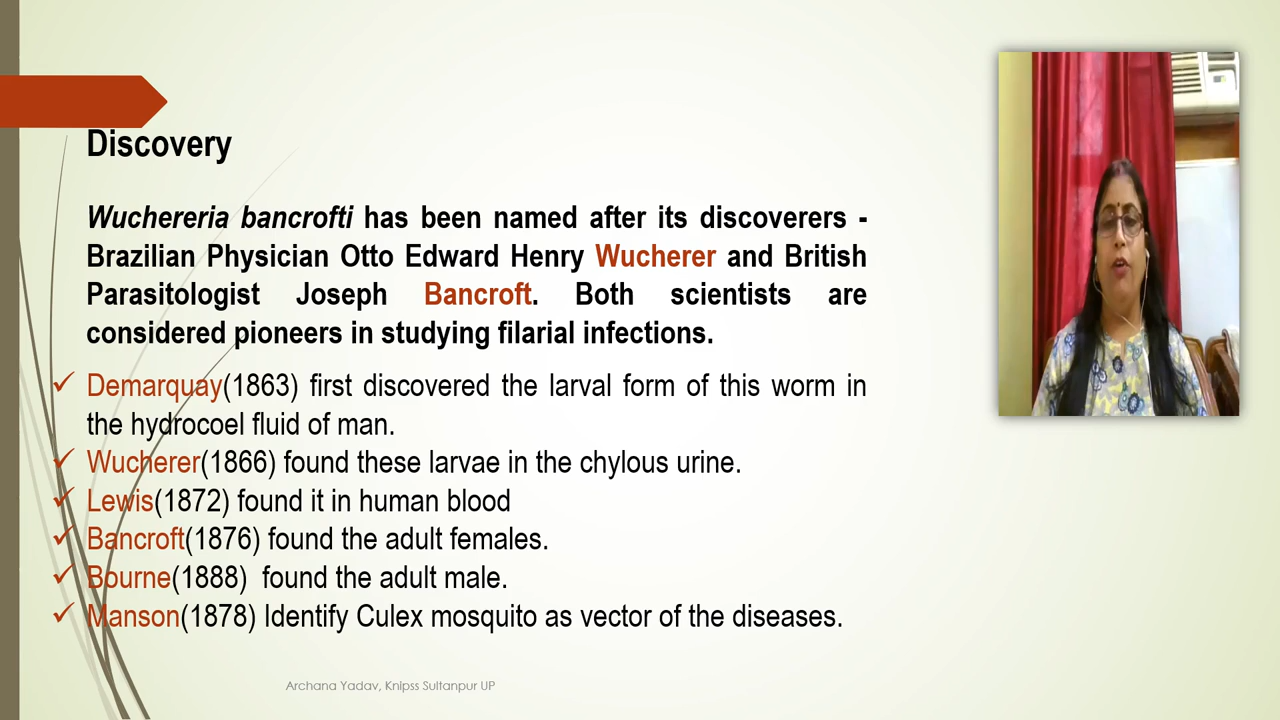 Discovery
Wuchereria bancrofti has been named after its discoverers -
Brazilian Physician Otto Edward Henry Wucherer and British
Parasitologist Joseph Bancroft. Both scientists are
considered pioneers in studying filarial infections.
✓ Demarquay(1863) first discovered the larval form of this worm in
the hydrocoel fluid of man.
✓ Wucherer(1866) found these larvae in the chylous urine.
✓ Lewis(1872) found it in human blood
✓ Bancroft(1876) found the adult females.
✓ Bourne(1888) found the adult male.
✓ Manson(1878) Identify Culex mosquito as vector of the diseases.
Archana Yadav, Knipss Sultanpur UP